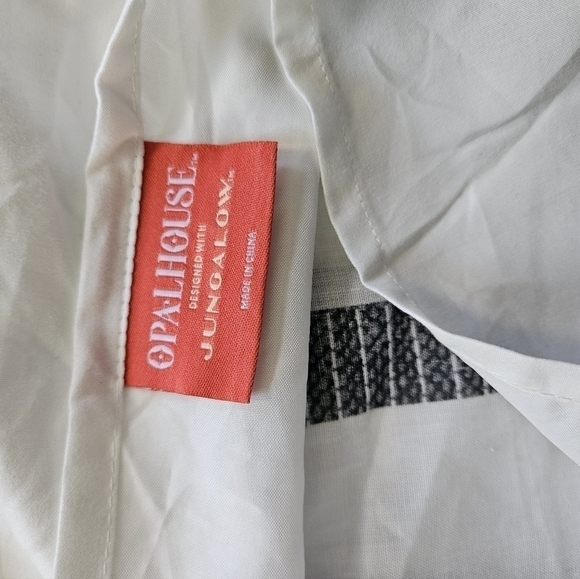 OPALHOUSE™
DESIGNED WITH
JUNGALOW™
MADE IN CHINA